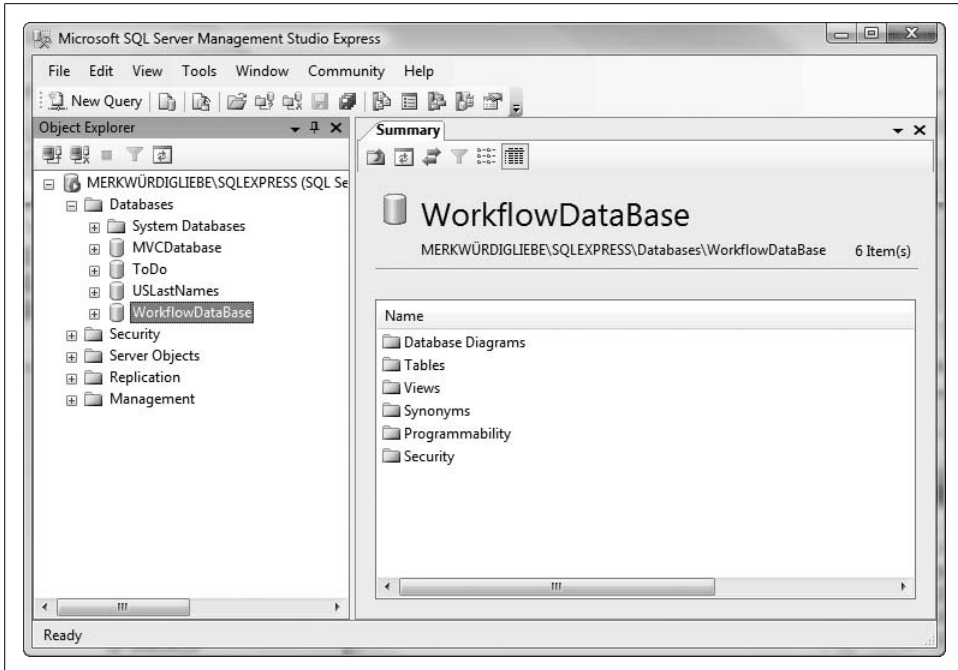 Microsoft SQL Server Management Studio Express
File Edit View Tools Window Community Help
New Query
Object Explorer
MERKWÜRDIGLIEBE\SQLEXPRESS (SQL Se
Databases
System Databases
MVCDatabase
ToDo
USLastNames
WorkflowDataBase
Security
Server Objects
Replication
Management
Summary
WorkflowDataBase
MERKWÜRDIGLIEBE\SQLEXPRESS\Databases\WorkflowDataBase 6 Item(s)
Name
Database Diagrams
Tables
Views
Synonyms
Programmability
Security
Ready